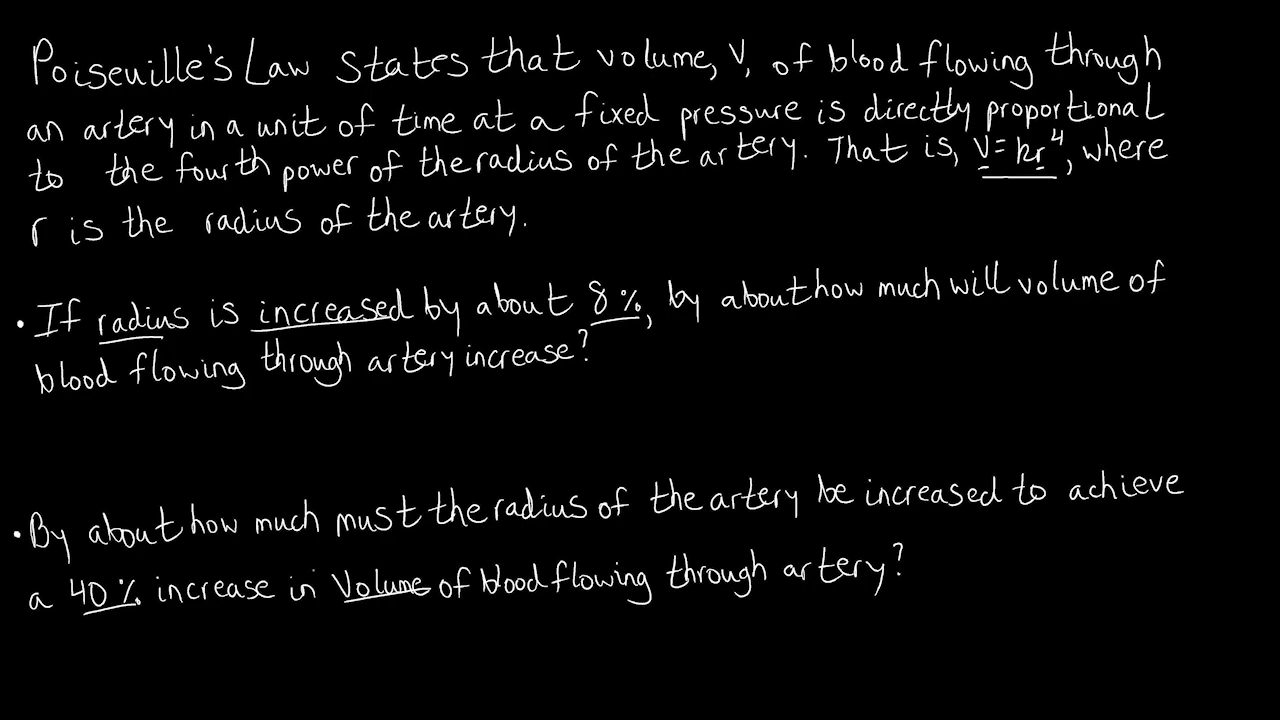 Poiseuille's Law states that volume, V, of blood flowing through
an artery in a unit of time at a fixed pressure is directly proportional
to the fourth power of the radius of the artery. That is, V = kr⁴, where
r is the radius of the artery.
• If radius is increased by about 8%, by about how much will volume of
blood flowing through artery increase?
• By about how much must the radius of the artery be increased to achieve
a 40% increase in volume of blood flowing through artery?